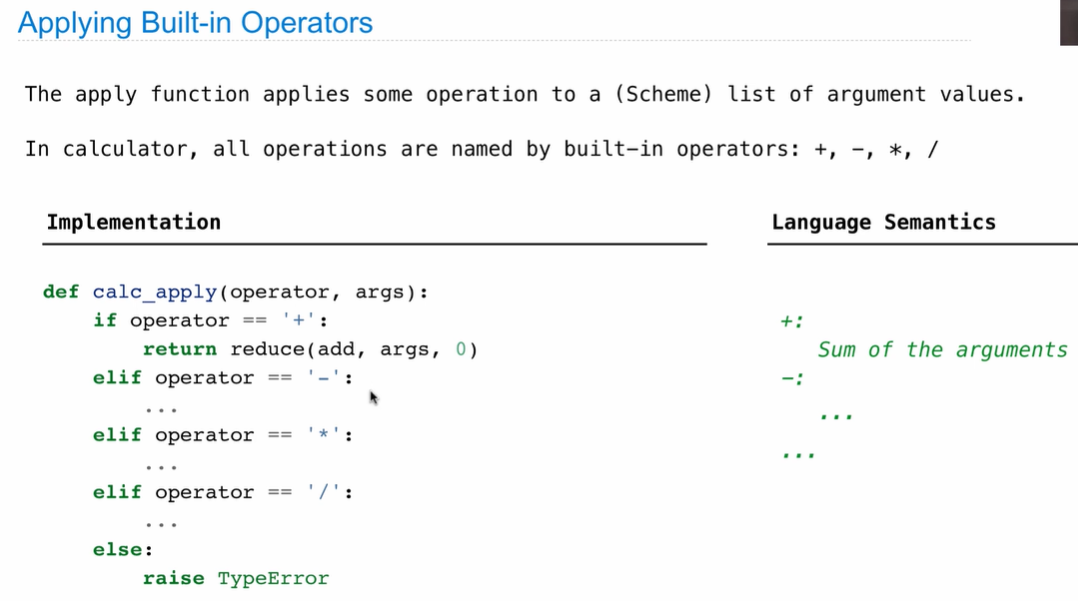 Applying Built-in Operators
The apply function applies some operation to a (Scheme) list of argument values.
In calculator, all operations are named by built-in operators: +, -, *, /
Implementation
def calc_apply(operator, args):
    if operator == '+':
        return reduce(add, args, 0)
    elif operator == '-':
        ...
    elif operator == '*':
        ...
    elif operator == '/':
        ...
    else:
        raise TypeError
Language Semantics
+:
    Sum of the arguments
-:
    ...
...